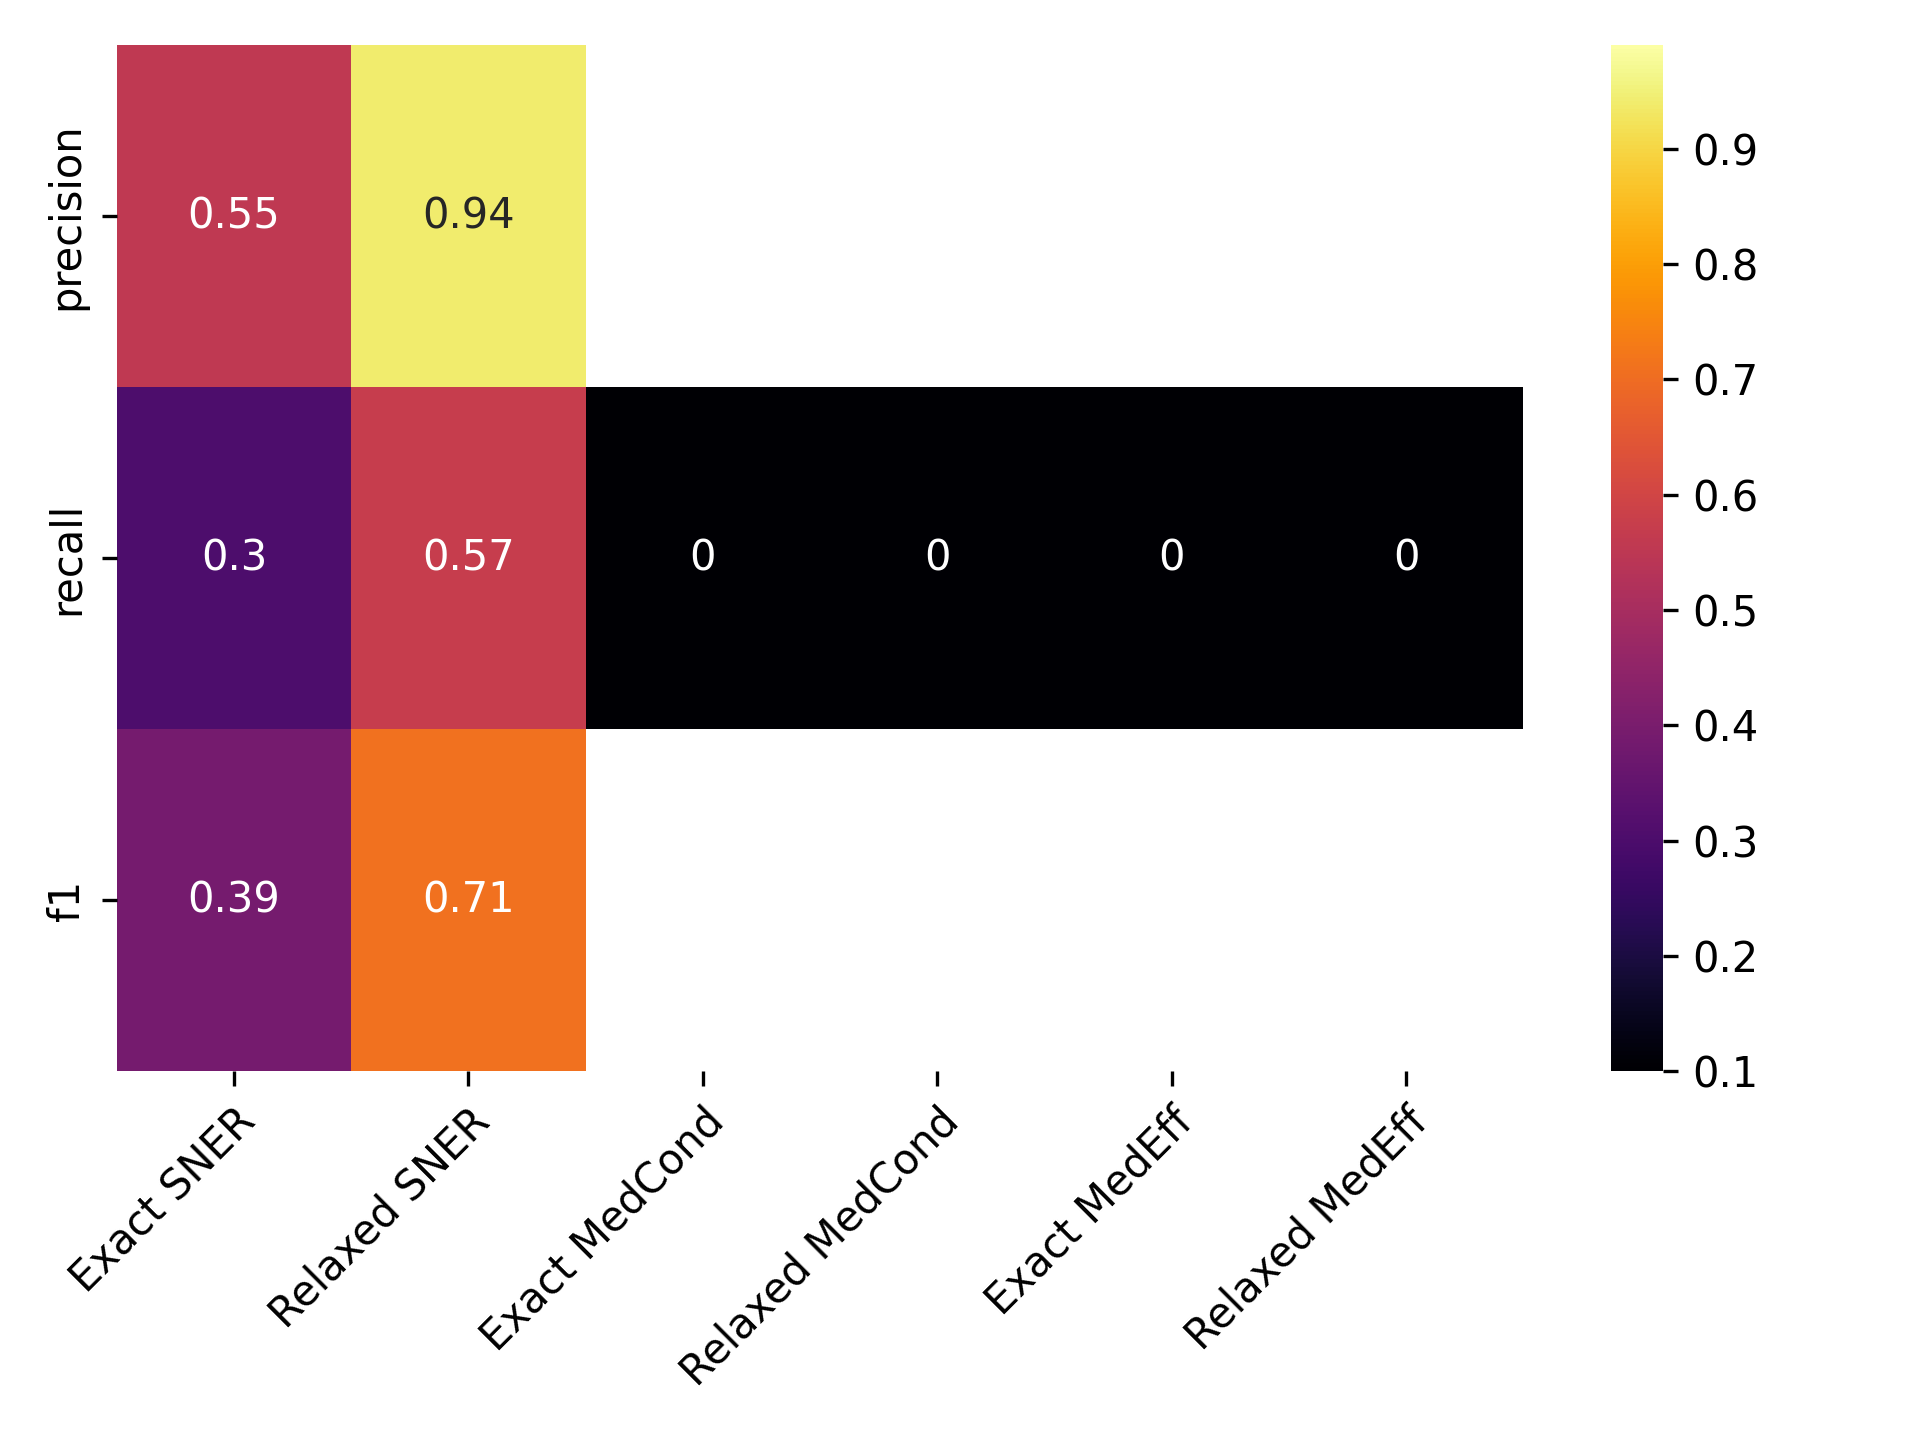 precision
0.55
0.94
recall
0.3
0.57
0
0
0
0
f1
0.39
0.71
Exact SNER
Relaxed SNER
Exact MedCond
Relaxed MedCond
Exact MedEff
Relaxed MedEff
0.9
0.8
0.7
0.6
0.5
0.4
0.3
0.2
0.1